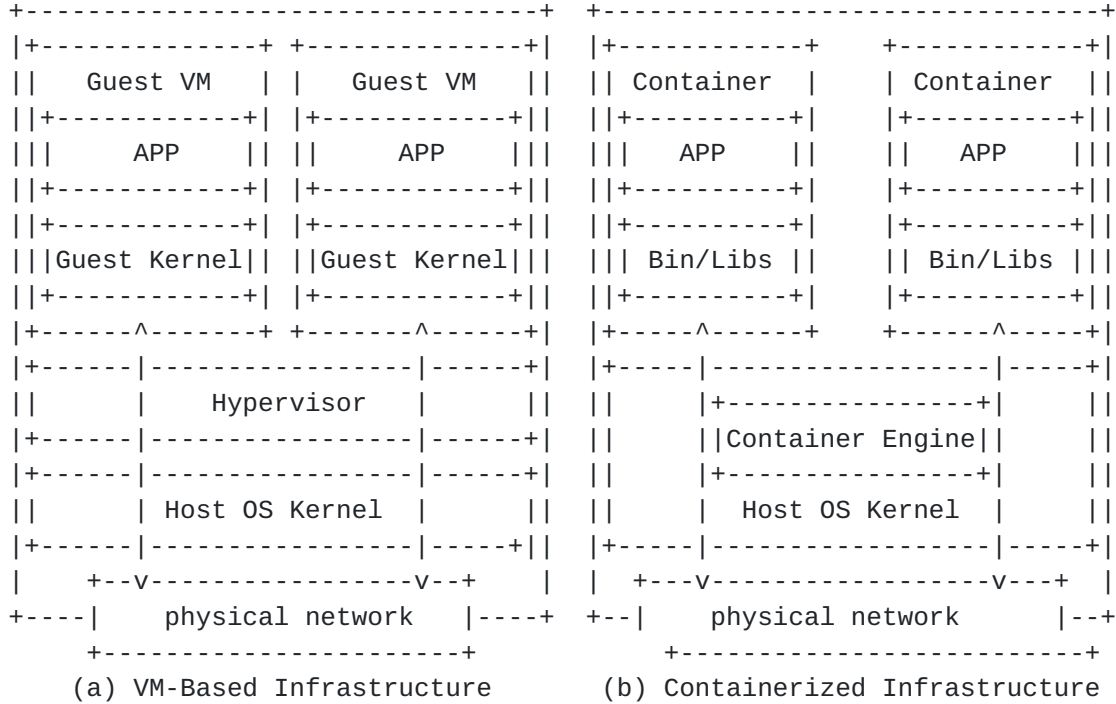 Guest VM Guest VM Container Container
APP APP APP APP
Guest Kernel Guest Kernel Bin/Libs Bin/Libs
Hypervisor
Container Engine
Host OS Kernel Host OS Kernel
physical network physical network
(a) VM-Based Infrastructure (b) Containerized Infrastructure